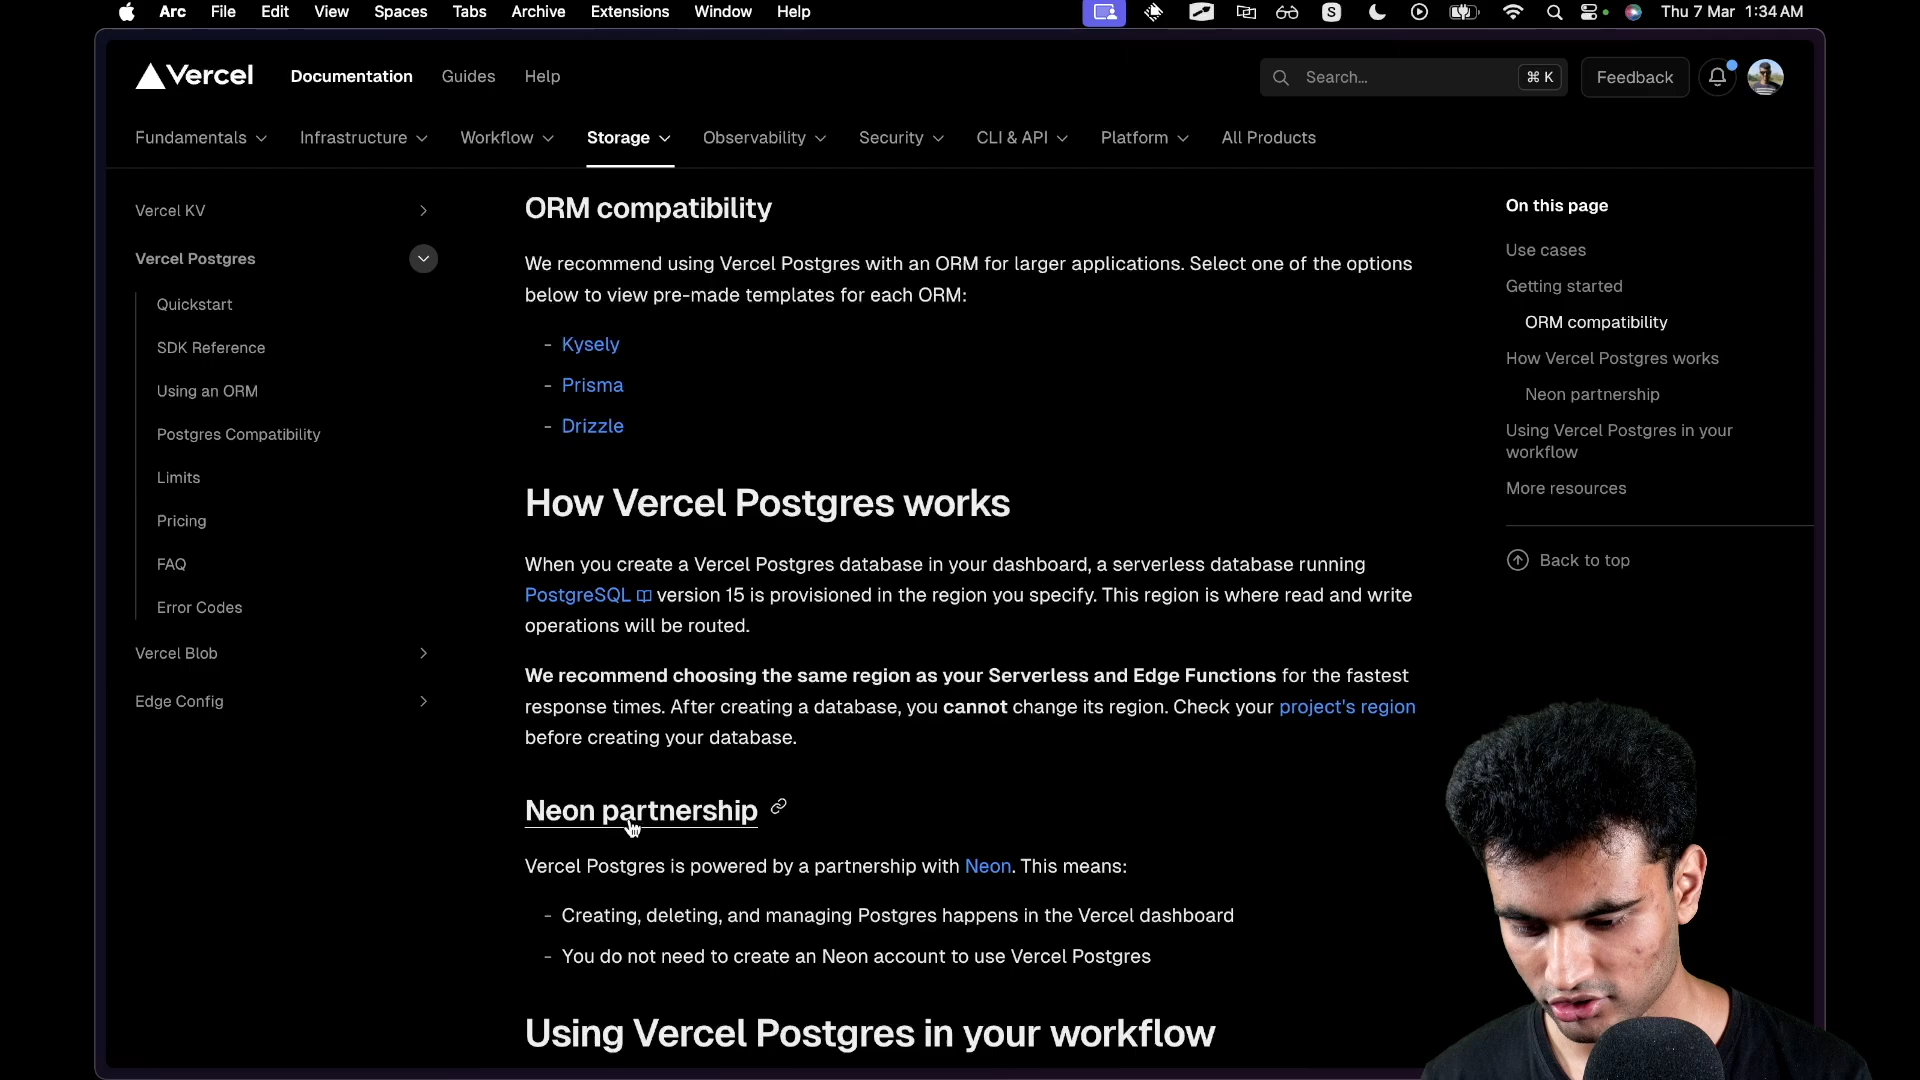 Arc File Edit View Spaces Tabs Archive Extensions Window Help S Thu 7 Mar 1:34 AM
Vercel Documentation Guides Help Search... ⌘ K Feedback
Fundamentals Infrastructure Workflow Storage Observability Security CLI & API Platform All Products
Vercel KV
Vercel Postgres
Quickstart
SDK Reference
Using an ORM
Postgres Compatibility
Limits
Pricing
FAQ
Error Codes
Vercel Blob
Edge Config
ORM compatibility
We recommend using Vercel Postgres with an ORM for larger applications. Select one of the options
below to view pre-made templates for each ORM:
- Kysely
- Prisma
- Drizzle
How Vercel Postgres works
When you create a Vercel Postgres database in your dashboard, a serverless database running
PostgreSQL version 15 is provisioned in the region you specify. This region is where read and write
operations will be routed.
We recommend choosing the same region as your Serverless and Edge Functions for the fastest
response times. After creating a database, you cannot change its region. Check your project's region
before creating your database.
Neon partnership
Vercel Postgres is powered by a partnership with Neon. This means:
- Creating, deleting, and managing Postgres happens in the Vercel dashboard
- You do not need to create an Neon account to use Vercel Postgres
Using Vercel Postgres in your workflow
On this page
Use cases
Getting started
ORM compatibility
How Vercel Postgres works
Neon partnership
Using Vercel Postgres in your
workflow
More resources
Back to top